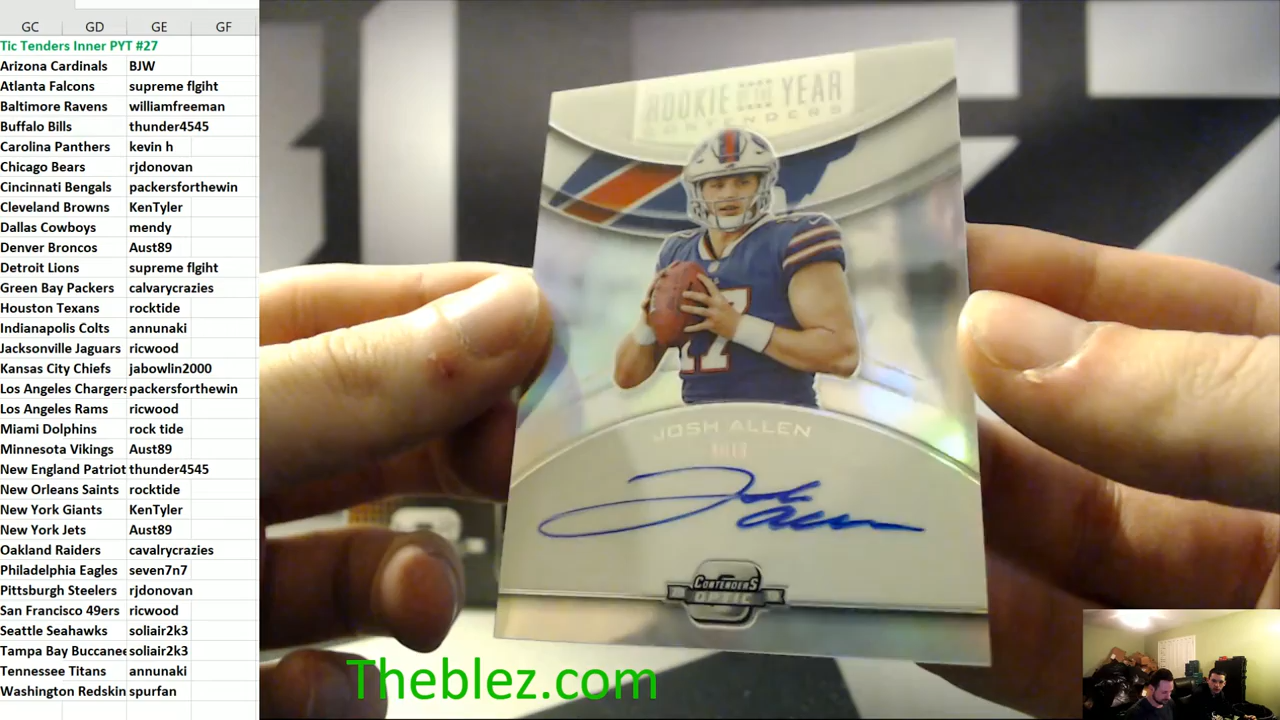 GC GD GE GF
Tic Tenders Inner PYT #27
Arizona Cardinals BJW
Atlanta Falcons supreme flgiht
Baltimore Ravens williamfreeman
Buffalo Bills thunder4545
Carolina Panthers kevin h
Chicago Bears rjdonovan
Cincinnati Bengals packersforthewin
Cleveland Browns KenTyler
Dallas Cowboys mendy
Denver Broncos Aust89
Detroit Lions supreme flgiht
Green Bay Packers calvarycrazies
Houston Texans rocktide
Indianapolis Colts annunaki
Jacksonville Jaguars ricwood
Kansas City Chiefs jabowlin2000
Los Angeles Chargers packersforthewin
Los Angeles Rams ricwood
Miami Dolphins rock tide
Minnesota Vikings Aust89
New England Patriot thunder4545
New Orleans Saints rocktide
New York Giants KenTyler
New York Jets Aust89
Oakland Raiders cavalrycrazies
Philadelphia Eagles seven7n7
Pittsburgh Steelers rjdonovan
San Francisco 49ers ricwood
Seattle Seahawks soliair2k3
Tampa Bay Buccanee soliair2k3
Tennessee Titans annunaki
Washington Redskin spurfan
ROOKIE OF THE YEAR
CONTENDERS
17
JOSH ALLEN
Josh Allen
CONTENDERS
OPTIC
Theblez.com